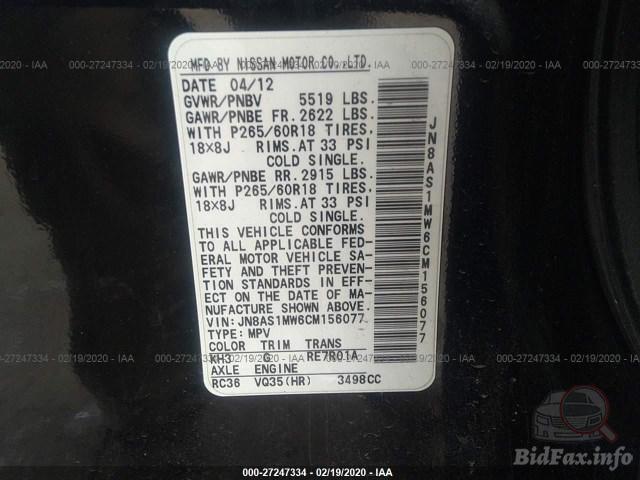 MFD BY NISSAN MOTOR CO.,LTD.
DATE 04/12
GVWR/PNBV 5519 LBS.
GAWR/PNBE FR. 2622 LBS.
WITH P265/60R18 TIRES,
18X8J RIMS. AT 33 PSI
COLD SINGLE.
GAWR/PNBE RR. 2915 LBS.
WITH P265/60R18 TIRES,
18X8J RIMS. AT 33 PSI
COLD SINGLE.
THIS VEHICLE CONFORMS
TO ALL APPLICABLE FED-
ERAL MOTOR VEHICLE SA-
FETY AND THEFT PREVEN-
TION STANDARDS IN EFF-
ECT ON THE DATE OF MA-
NUFACTURE SHOWN ABOVE.
VIN: JN8AS1MW6CM156077
TYPE: MPV
COLOR TRIM TRANS
KH3 G RE7R01A
AXLE ENGINE
RC36 VQ35(HR) 3498CC
JN8AS1MW6CM156077
000-27247334 - 02/19/2020 - IAA
BidFax.info